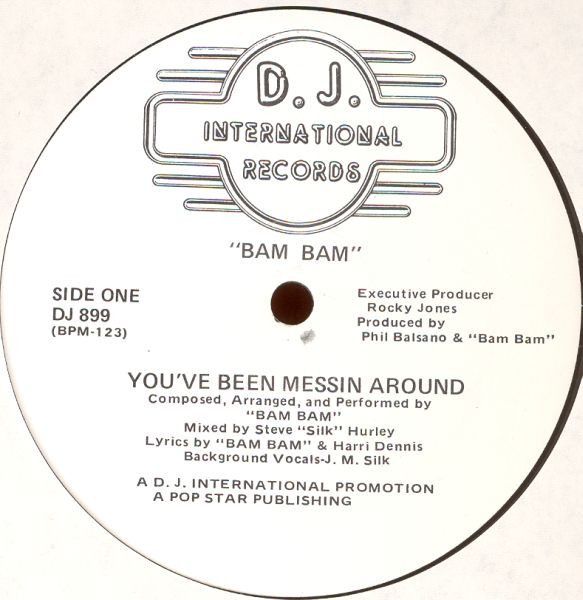 D.J.
INTERNATIONAL
RECORDS
"BAM BAM"
SIDE ONE
DJ 899
(BPM-123)
Executive Producer
Rocky Jones
Produced by
Phil Balsano & "Bam Bam"
YOU'VE BEEN MESSIN AROUND
Composed, Arranged, and Performed by
"BAM BAM"
Mixed by Steve "Silk" Hurley
Lyrics by "BAM BAM" & Harri Dennis
Background Vocals-J. M. Silk
A D. J. INTERNATIONAL PROMOTION
A POP STAR PUBLISHING